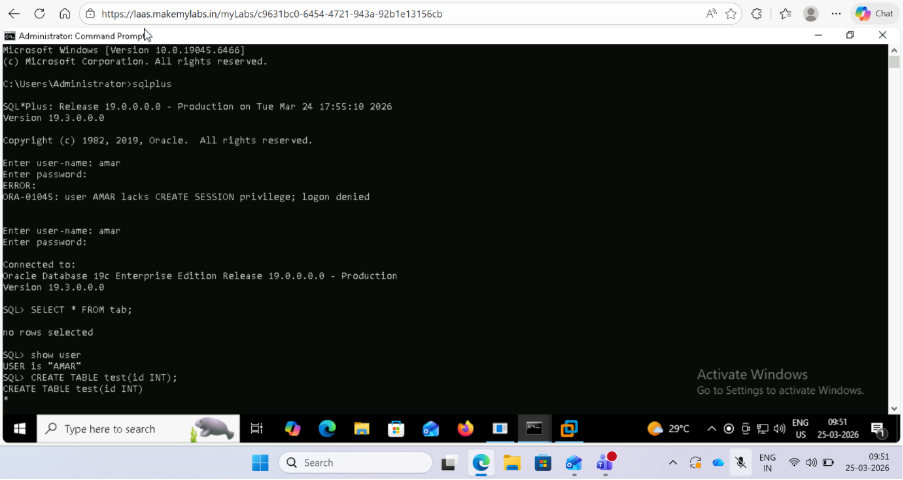 https://laas.makemylabs.in/myLabs/c9631bc0-6454-4721-943a-92b1e13156cb
Chat
Administrator: Command Prompt
Microsoft Windows [Version 10.0.19045.6466]
(c) Microsoft Corporation. All rights reserved.
C:\Users\Administrator>sqlplus
SQL*Plus: Release 19.0.0.0.0 - Production on Tue Mar 24 17:55:10 2026
Version 19.3.0.0.0
Copyright (c) 1982, 2019, Oracle.  All rights reserved.
Enter user-name: amar
Enter password:
ERROR:
ORA-01045: user AMAR lacks CREATE SESSION privilege; logon denied
Enter user-name: amar
Enter password:
Connected to:
Oracle Database 19c Enterprise Edition Release 19.0.0.0.0 - Production
Version 19.3.0.0.0
SQL> SELECT * FROM tab;
no rows selected
SQL> show user
USER is "AMAR"
SQL> CREATE TABLE test(id INT);
CREATE TABLE test(id INT)
*
Activate Windows
Go to Settings to activate Windows.
Type here to search
29°C
ENG
US
09:51
25-03-2026
1
Search
ENG
IN
09:51
25-03-2026